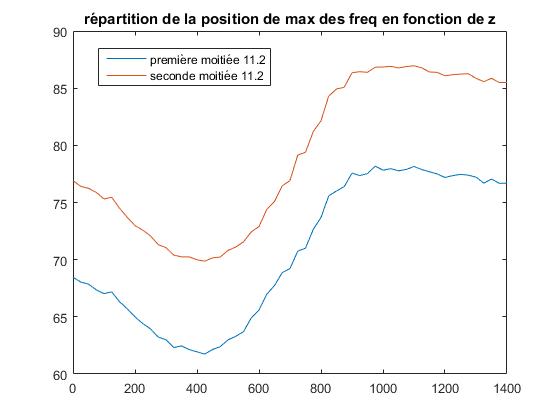 répartition de la position de max des freq en fonction de z
90
première moitiée 11.2
seconde moitiée 11.2
85
80
75
70
65
60
0 200 400 600 800 1000 1200 1400